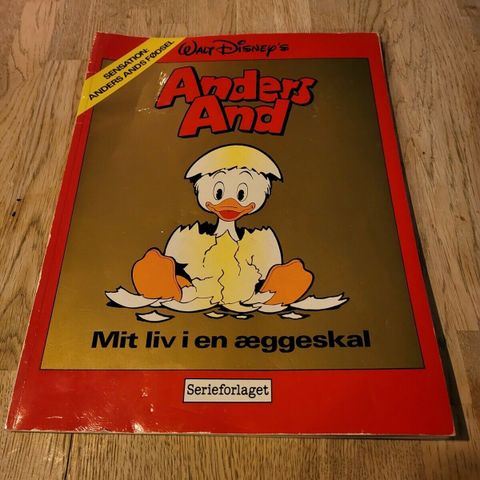 SENSATION:
ANDERS ANDS FØDSEL
WALT DISNEY'S
Anders
And
Mit liv i en æggeskal
Serieforlaget